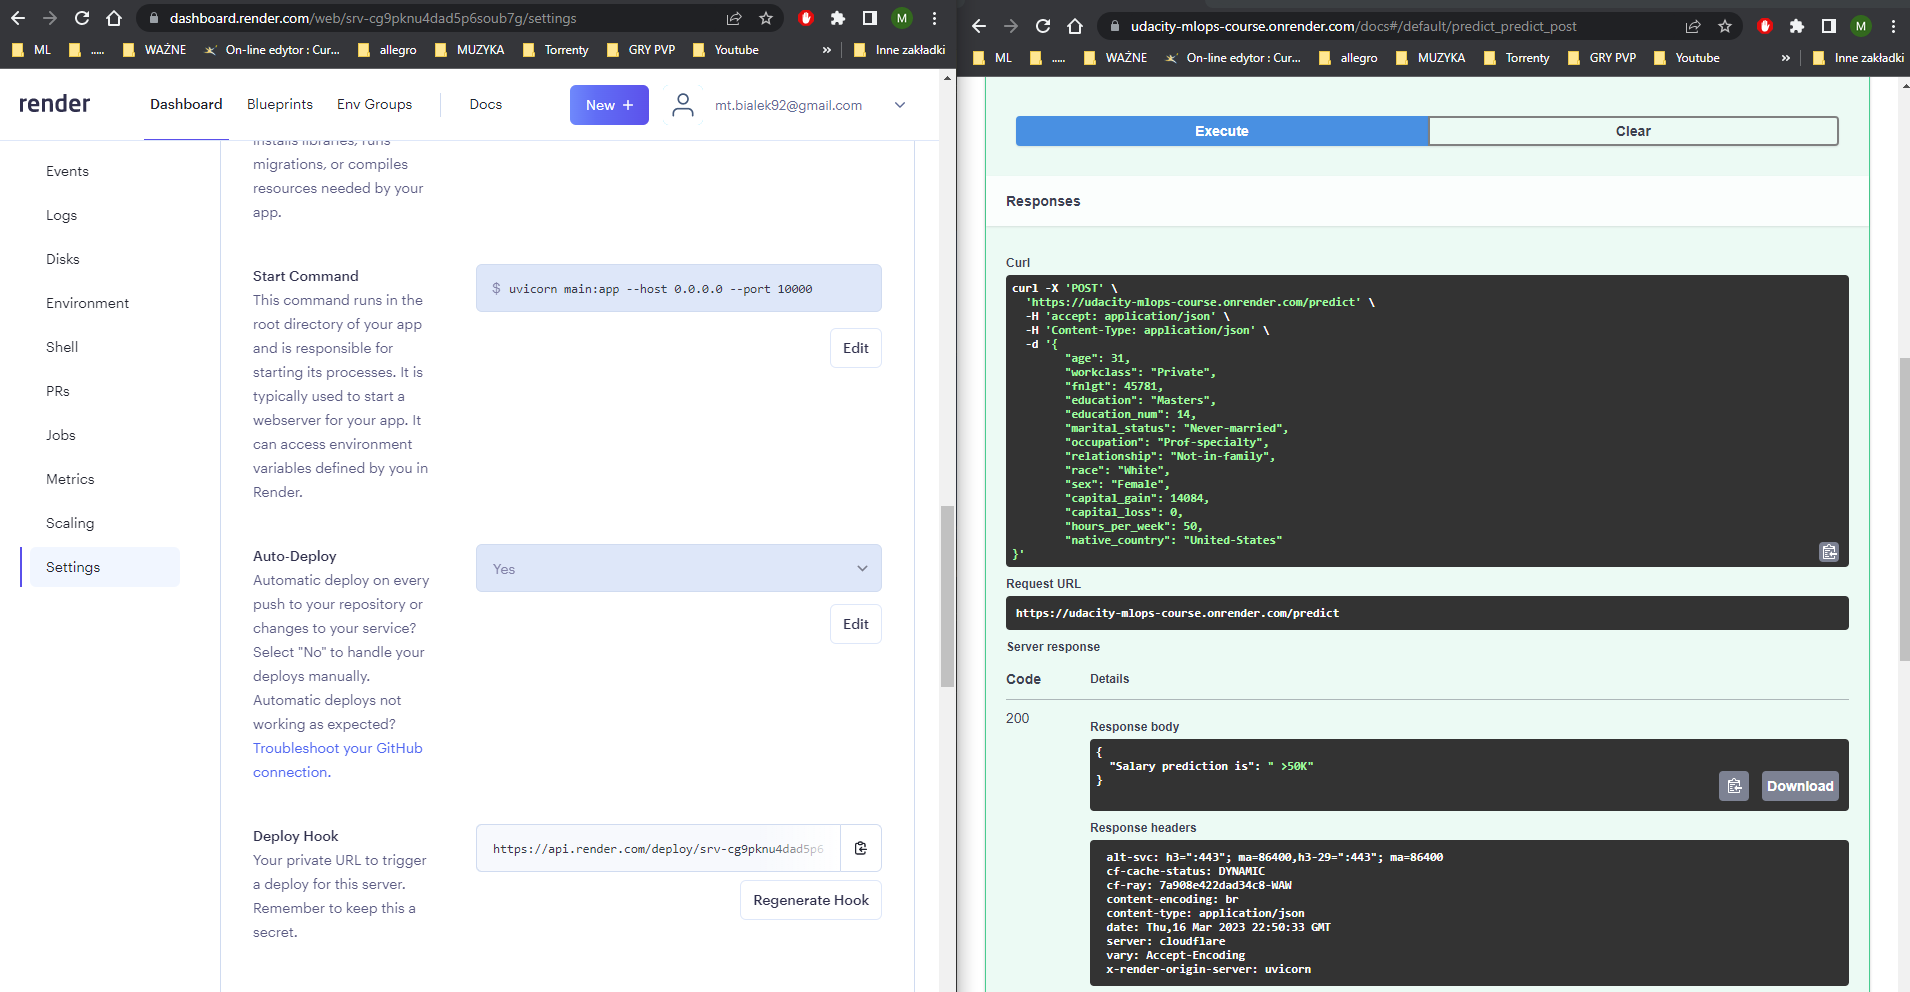 dashboard.render.com/web/srv-cg9pknu4dad5p6soub7g/settings
M
ML
.....
WAŻNE
On-line edytor : Cur...
allegro
MUZYKA
Torrenty
GRY PVP
Youtube
»
Inne zakładki
render
Dashboard
Blueprints
Env Groups
Docs
New +
mt.bialek92@gmail.com
Events
Logs
Disks
Environment
Shell
PRs
Jobs
Metrics
Scaling
Settings
installs libraries, runs
migrations, or compiles
resources needed by your
app.
Start Command
This command runs in the
root directory of your app
and is responsible for
starting its processes. It is
typically used to start a
webserver for your app. It
can access environment
variables defined by you in
Render.
$ uvicorn main:app --host 0.0.0.0 --port 10000
Edit
Auto-Deploy
Automatic deploy on every
push to your repository or
changes to your service?
Select "No" to handle your
deploys manually.
Automatic deploys not
working as expected?
Troubleshoot your GitHub
connection.
Yes
Edit
Deploy Hook
Your private URL to trigger
a deploy for this server.
Remember to keep this a
secret.
https://api.render.com/deploy/srv-cg9pknu4dad5p6
Regenerate Hook
udacity-mlops-course.onrender.com/docs#/default/predict_predict_post
M
ML
.....
WAŻNE
On-line edytor : Cur...
allegro
MUZYKA
Torrenty
GRY PVP
Youtube
»
Inne zakładki
Execute
Clear
Responses
Curl
curl -X 'POST' \
'https://udacity-mlops-course.onrender.com/predict' \
-H 'accept: application/json' \
-H 'Content-Type: application/json' \
-d '{
"age": 31,
"workclass": "Private",
"fnlgt": 45781,
"education": "Masters",
"education_num": 14,
"marital_status": "Never-married",
"occupation": "Prof-specialty",
"relationship": "Not-in-family",
"race": "White",
"sex": "Female",
"capital_gain": 14084,
"capital_loss": 0,
"hours_per_week": 50,
"native_country": "United-States"
}'
Request URL
https://udacity-mlops-course.onrender.com/predict
Server response
Code
Details
200
Response body
{
"Salary prediction is": " >50K"
}
Download
Response headers
alt-svc: h3=":443"; ma=86400,h3-29=":443"; ma=86400
cf-cache-status: DYNAMIC
cf-ray: 7a908e422dad34c8-WAW
content-encoding: br
content-type: application/json
date: Thu,16 Mar 2023 22:50:33 GMT
server: cloudflare
vary: Accept-Encoding
x-render-origin-server: uvicorn